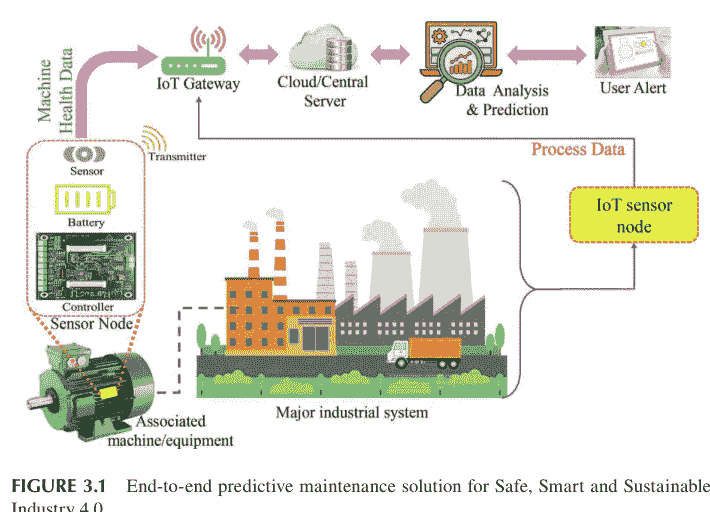 Machine
Health Data
IoT Gateway
Cloud/Central
Server
Data Analysis
& Prediction
User Alert
Transmitter
Sensor
Battery
Controller
Sensor Node
Process Data
IoT sensor
node
Associated
machine/equipment
Major industrial system
FIGURE 3.1 End-to-end predictive maintenance solution for Safe, Smart and Sustainable
Industry 4.0